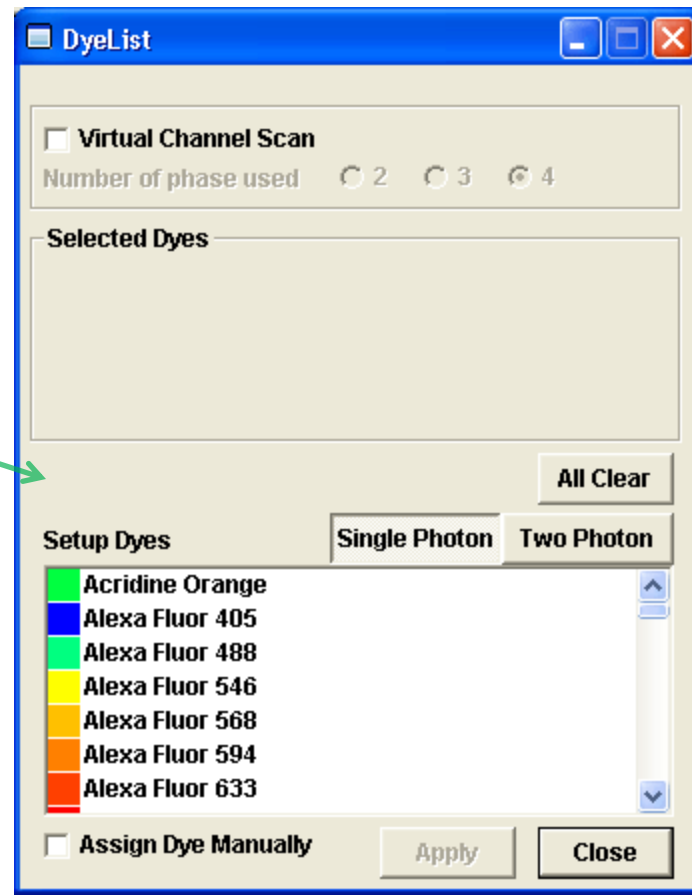 DyeList
Virtual Channel Scan
Number of phase used 2 3 4
Selected Dyes
All Clear
Setup Dyes Single Photon Two Photon
Acridine Orange
Alexa Fluor 405
Alexa Fluor 488
Alexa Fluor 546
Alexa Fluor 568
Alexa Fluor 594
Alexa Fluor 633
Assign Dye Manually Apply Close